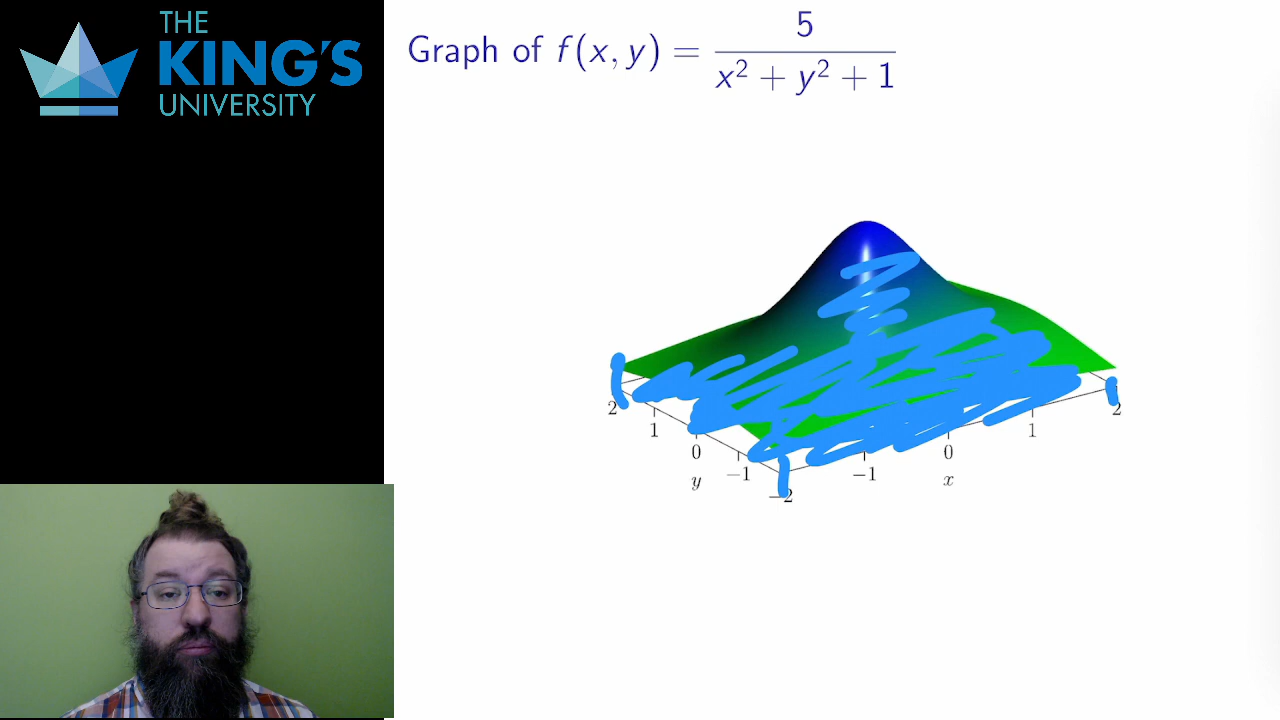 THE
KING'S
UNIVERSITY
Graph of f(x, y) = 5 / (x² + y² + 1)
2
1
0
−1
−2
y
−1
0
1
2
x